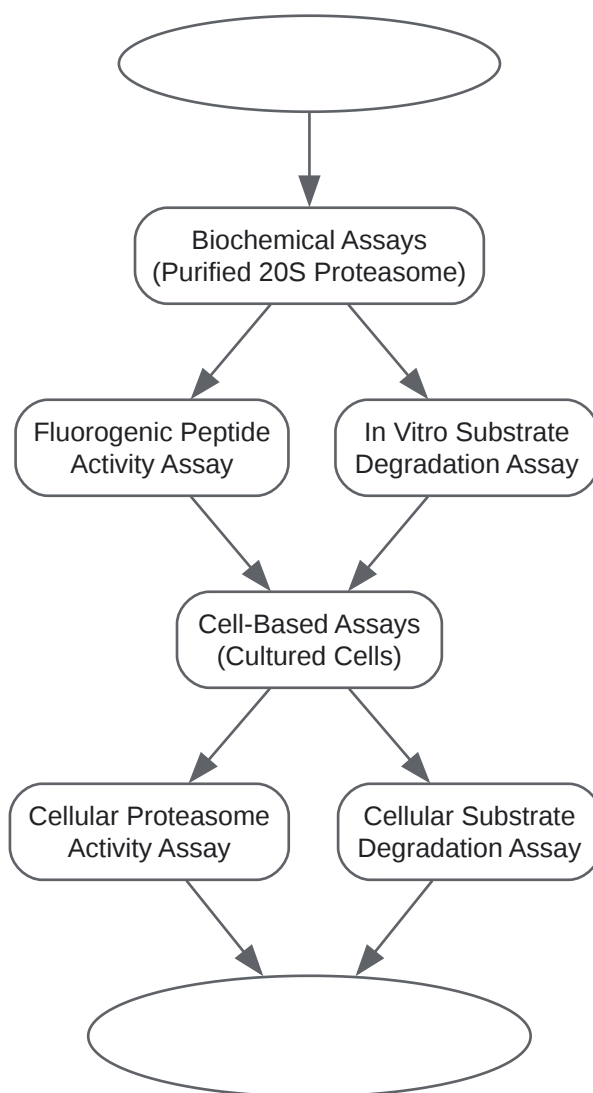 Biochemical Assays
(Purified 20S Proteasome)
Fluorogenic Peptide
Activity Assay
In Vitro Substrate
Degradation Assay
Cell-Based Assays
(Cultured Cells)
Cellular Proteasome
Activity Assay
Cellular Substrate
Degradation Assay